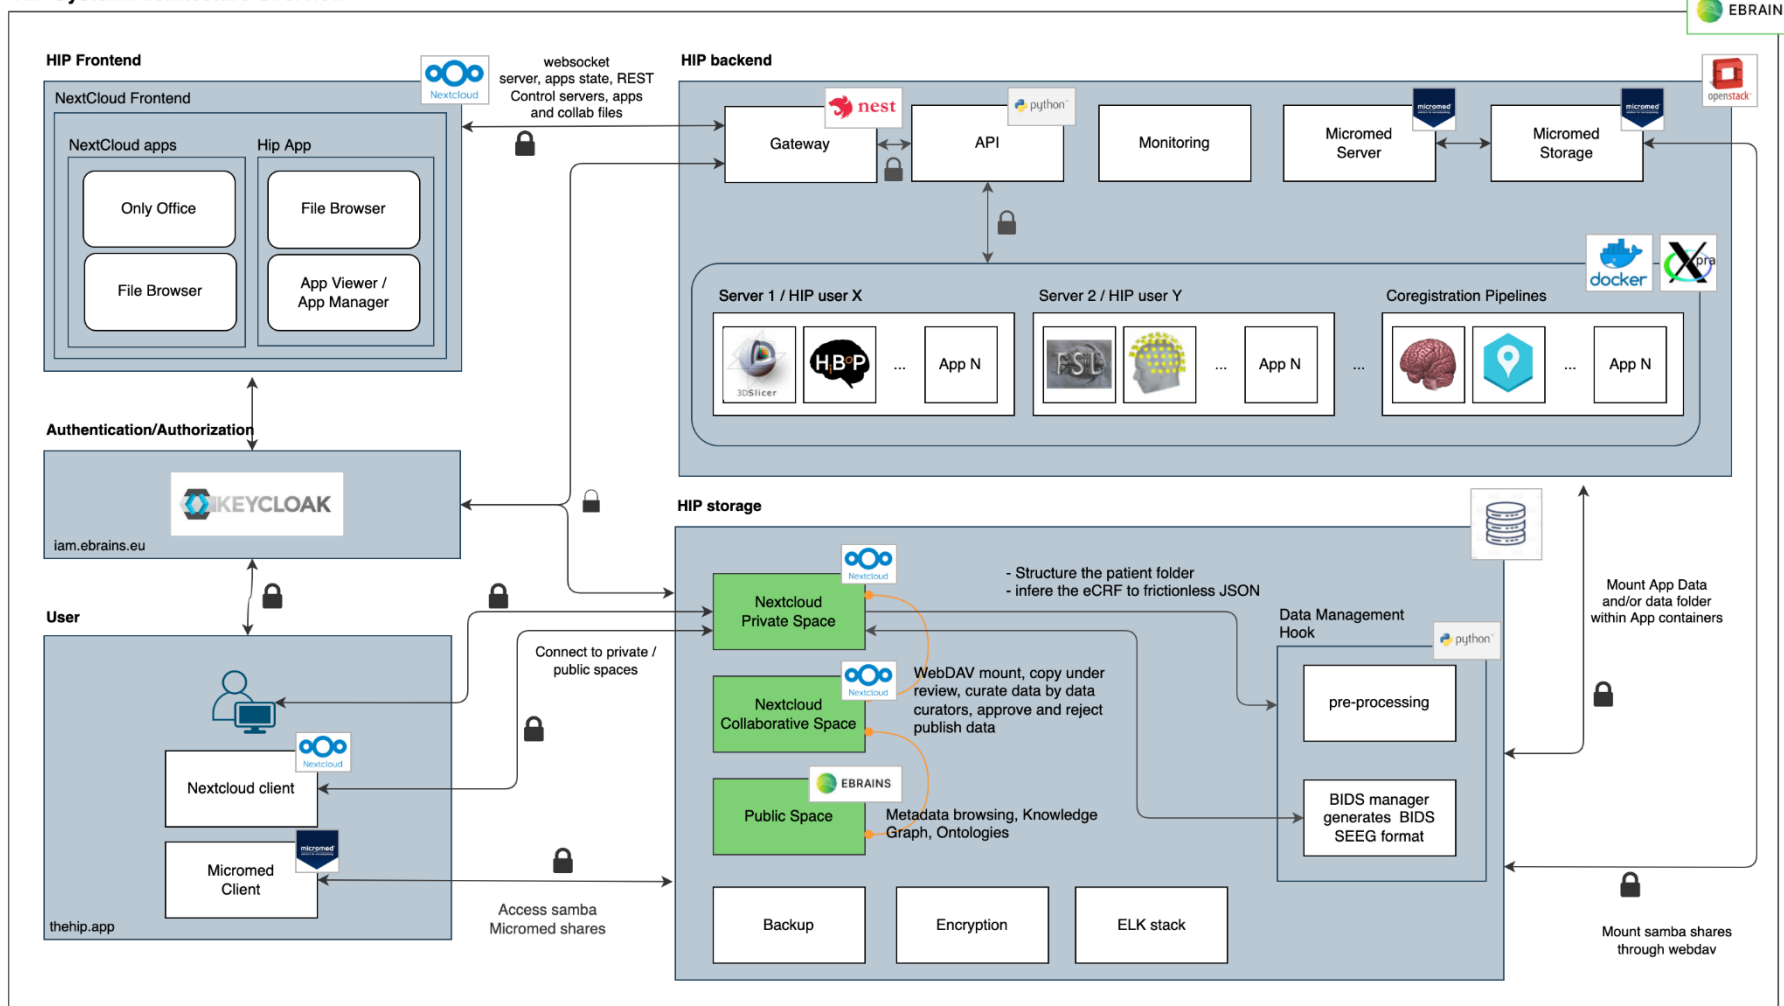 EBRAIN
HIP Frontend
NextCloud Frontend
Nextcloud
NextCloud apps
Only Office
File Browser
Hip App
File Browser
App Viewer /
App Manager
websocket
server, apps state, REST
Control servers, apps
and collab files
HIP backend
openstack
Gateway
nest
API
python
Monitoring
Micromed
Server
micromed
Micromed
Storage
micromed
docker
Xpra
Server 1 / HIP user X
3DSlicer
HiBoP
...
App N
Server 2 / HIP user Y
FSL
...
App N
...
Coregistration Pipelines
...
App N
Authentication/Authorization
KEYCLOAK
iam.ebrains.eu
User
Nextcloud client
Nextcloud
Micromed
Client
micromed
thehip.app
Connect to private /
public spaces
Access samba
Micromed shares
HIP storage
Nextcloud
Private Space
Nextcloud
Nextcloud
Collaborative Space
Nextcloud
Public Space
EBRAINS
- Structure the patient folder
- infere the eCRF to frictionless JSON
WebDAV mount, copy under
review, curate data by data
curators, approve and reject
publish data
Metadata browsing, Knowledge
Graph, Ontologies
Data Management
Hook
python
pre-processing
BIDS manager
generates BIDS
SEEG format
Backup
Encryption
ELK stack
Mount App Data
and/or data folder
within App containers
Mount samba shares
through webdav